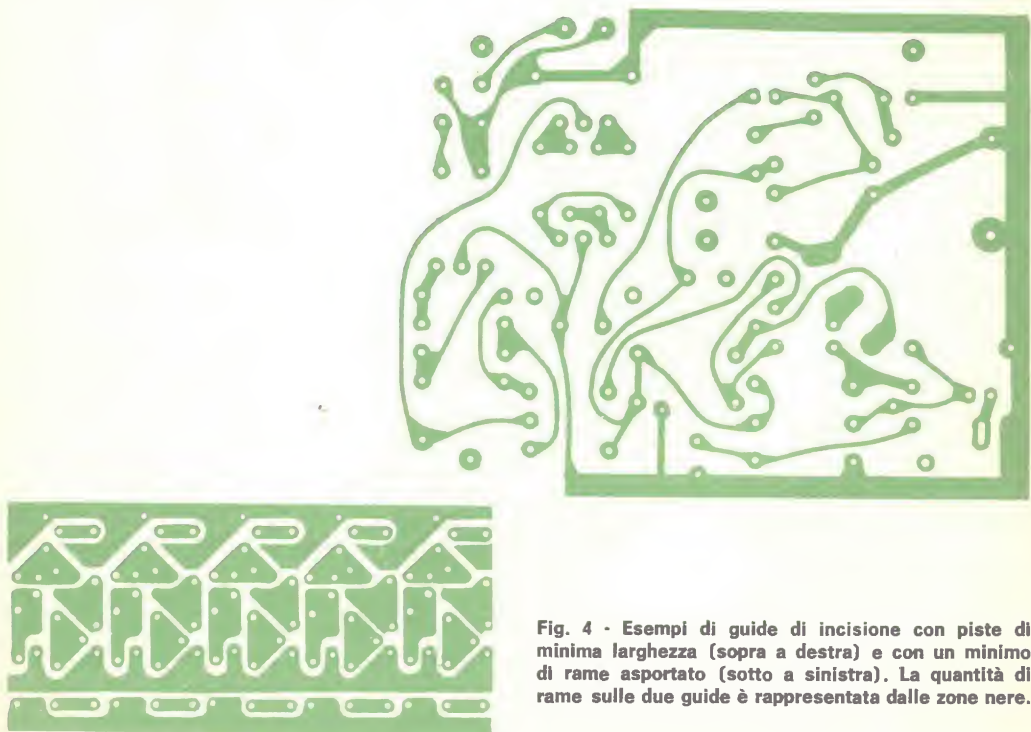 Fig. 4 - Esempi di guide di incisione con piste di
minima larghezza (sopra a destra) e con un minimo
di rame asportato (sotto a sinistra). La quantità di
rame sulle due guide è rappresentata dalle zone nere.